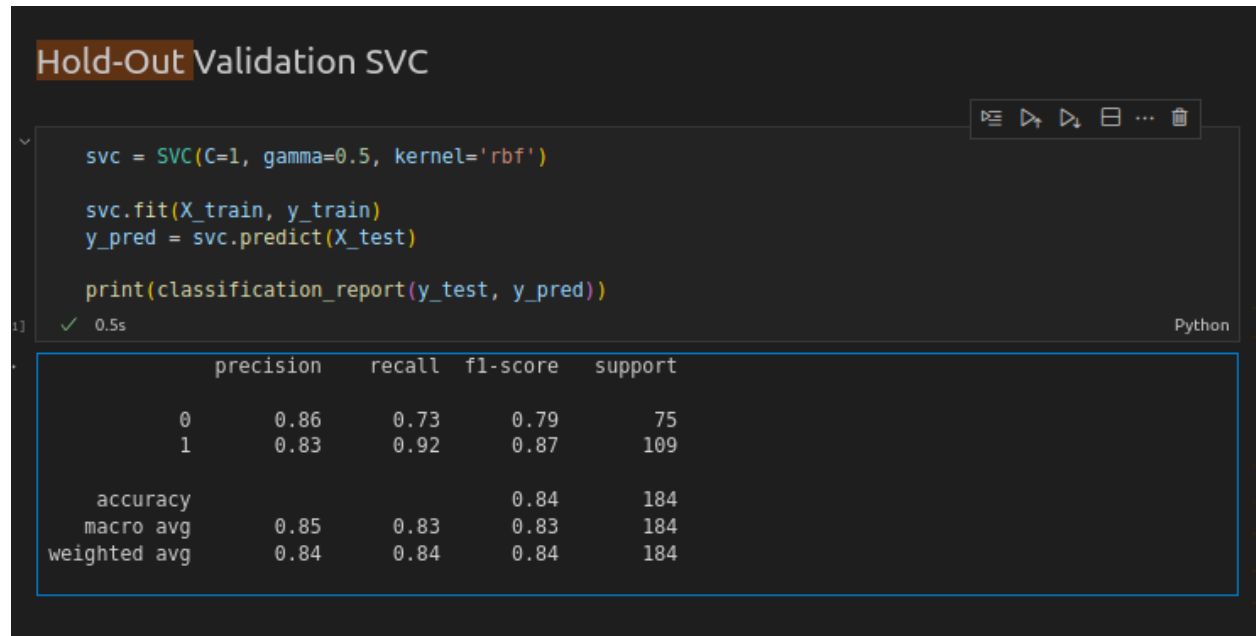 Hold-Out Validation SVC
svc = SVC(C=1, gamma=0.5, kernel='rbf')
svc.fit(X_train, y_train)
y_pred = svc.predict(X_test)
print(classification_report(y_test, y_pred))
1] ✓ 0.5s Python
precision recall f1-score support
0 0.86 0.73 0.79 75
1 0.83 0.92 0.87 109
accuracy 0.84 184
macro avg 0.85 0.83 0.83 184
weighted avg 0.84 0.84 0.84 184